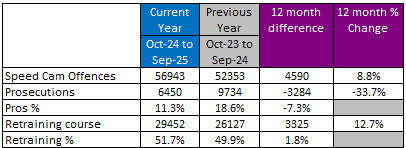 Current Year Previous Year 12 month difference 12 month % Change
Oct-24 to Sep-25 Oct-23 to Sep-24
Speed Cam Offences 56943 52353 4590 8.8%
Prosecutions 6450 9734 -3284 -33.7%
Pros % 11.3% 18.6% -7.3%
Retraining course 29452 26127 3325 12.7%
Retraining % 51.7% 49.9% 1.8%